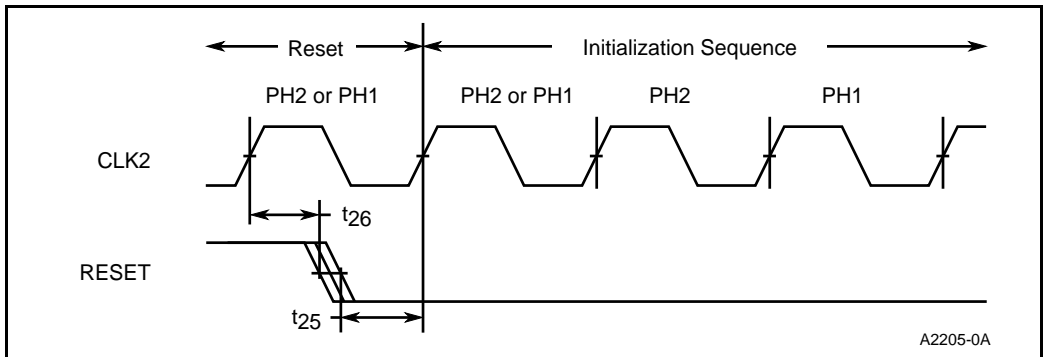 Reset
Initialization Sequence
PH2 or PH1
PH2 or PH1
PH2
PH1
CLK2
t26
RESET
t25
A2205-0A